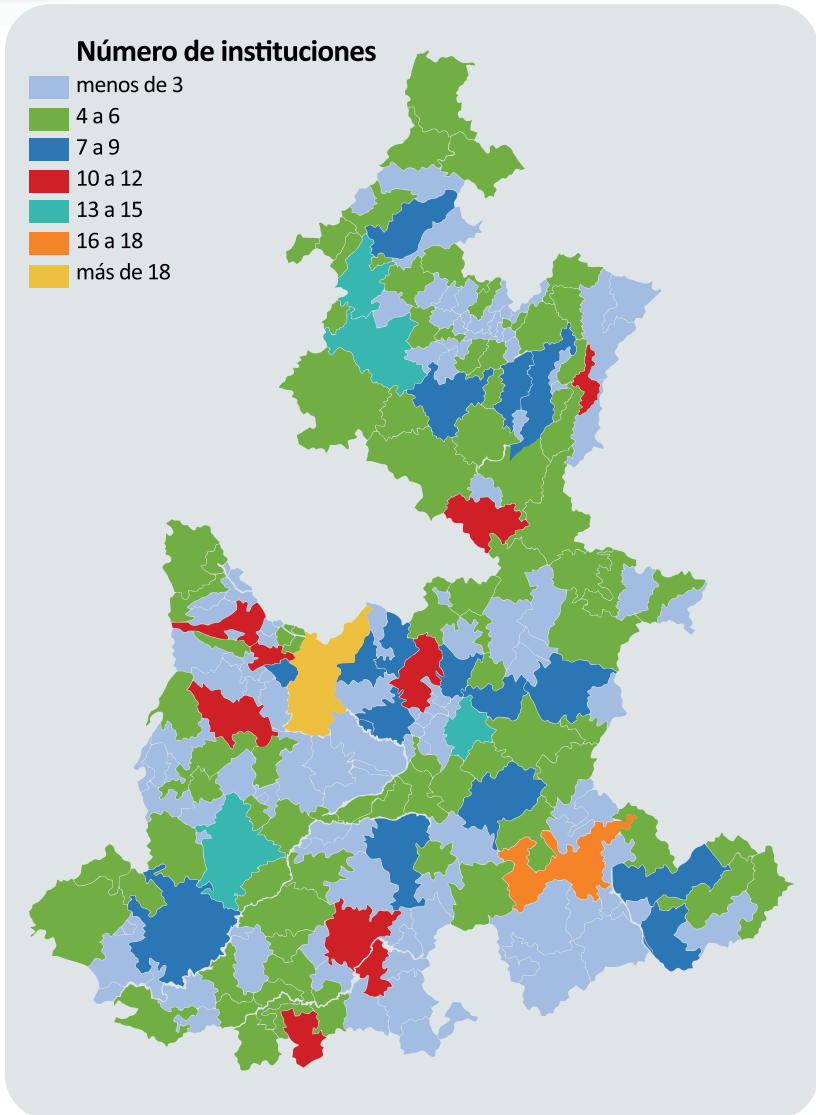 Número de instituciones
menos de 3
4 a 6
7 a 9
10 a 12
13 a 15
16 a 18
más de 18